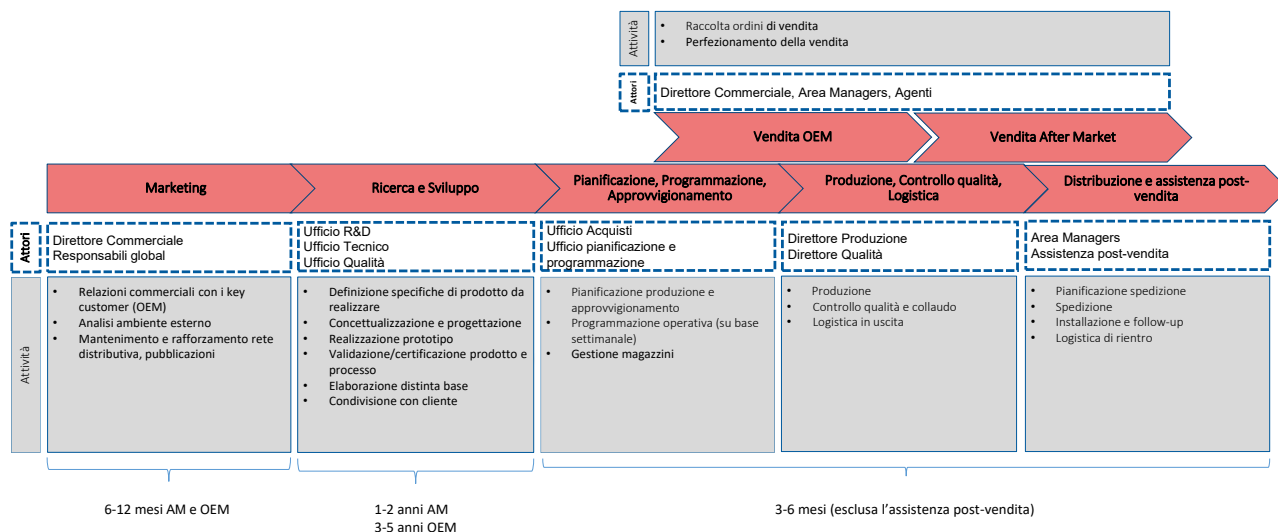 Attività
• Raccolta ordini di vendita
• Perfezionamento della vendita
Attori
Direttore Commerciale, Area Managers, Agenti
Vendita OEM
Vendita After Market
Marketing
Ricerca e Sviluppo
Pianificazione, Programmazione,
Approvvigionamento
Produzione, Controllo qualità,
Logistica
Distribuzione e assistenza post-
vendita
Attori
Direttore Commerciale
Responsabili global
Ufficio R&D
Ufficio Tecnico
Ufficio Qualità
Ufficio Acquisti
Ufficio pianificazione e
programmazione
Direttore Produzione
Direttore Qualità
Area Managers
Assistenza post-vendita
Attività
• Relazioni commerciali con i key
customer (OEM)
• Analisi ambiente esterno
• Mantenimento e rafforzamento rete
distributiva, pubblicazioni
• Definizione specifiche di prodotto da
realizzare
• Concettualizzazione e progettazione
• Realizzazione prototipo
• Validazione/certificazione prodotto e
processo
• Elaborazione distinta base
• Condivisione con cliente
• Pianificazione produzione e
approvvigionamento
• Programmazione operativa (su base
settimanale)
• Gestione magazzini
• Produzione
• Controllo qualità e collaudo
• Logistica in uscita
• Pianificazione spedizione
• Spedizione
• Installazione e follow-up
• Logistica di rientro
6-12 mesi AM e OEM
1-2 anni AM
3-5 anni OEM
3-6 mesi (esclusa l'assistenza post-vendita)